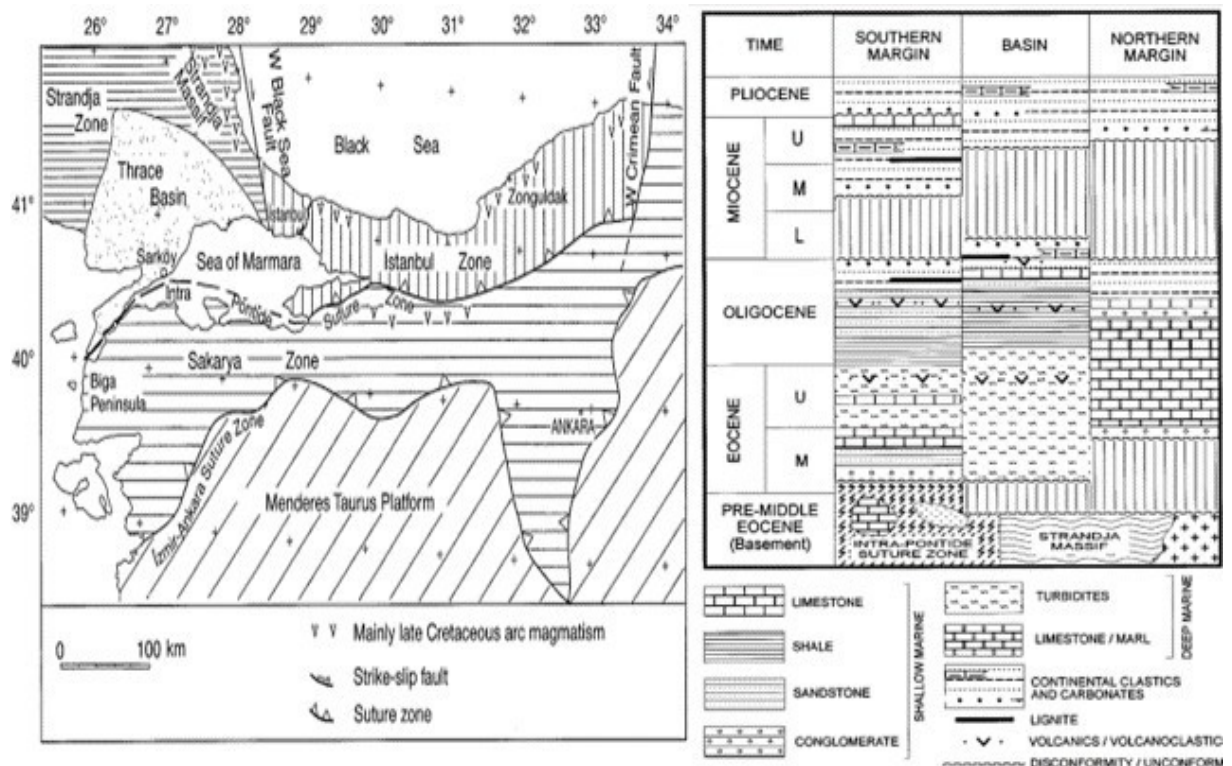 26° 27° 28° 29° 30° 31° 32° 33°
41°
40°
39°
Strandja
Zone
W Black Sea
Fault
Black Sea
W Crimean Fault
Thrace
Basin
Zonguldak
Istanbul
Istanbul Zone
Sarköy
Sea of Marmara
Intra Pontide Suture Zone
Sakarya Zone
Biga
Peninsula
ANKARA
İzmir-Ankara Suture Zone
Menderes Taurus Platform
0 100 km
Mainly late Cretaceous arc magmatism
Strike-slip fault
Suture zone
TIME
SOUTHERN
MARGIN
BASIN
NORTHERN
MARGIN
PLIOCENE
MIOCENE
U
M
L
OLIGOCENE
EOCENE
U
M
PRE-MIDDLE
EOCENE
(Basement)
INTRA-PONTIDE
SUTURE ZONE
STRANDJA
MASSIF
LIMESTONE
SHALE
SANDSTONE
CONGLOMERATE
SHALLOW MARINE
TURBIDITES
LIMESTONE / MARL
DEEP MARINE
CONTINENTAL CLASTICS
AND CARBONATES
LIGNITE
VOLCANICS / VOLCANOCLASTIC
DISCONFORMITY / UNCONFORM